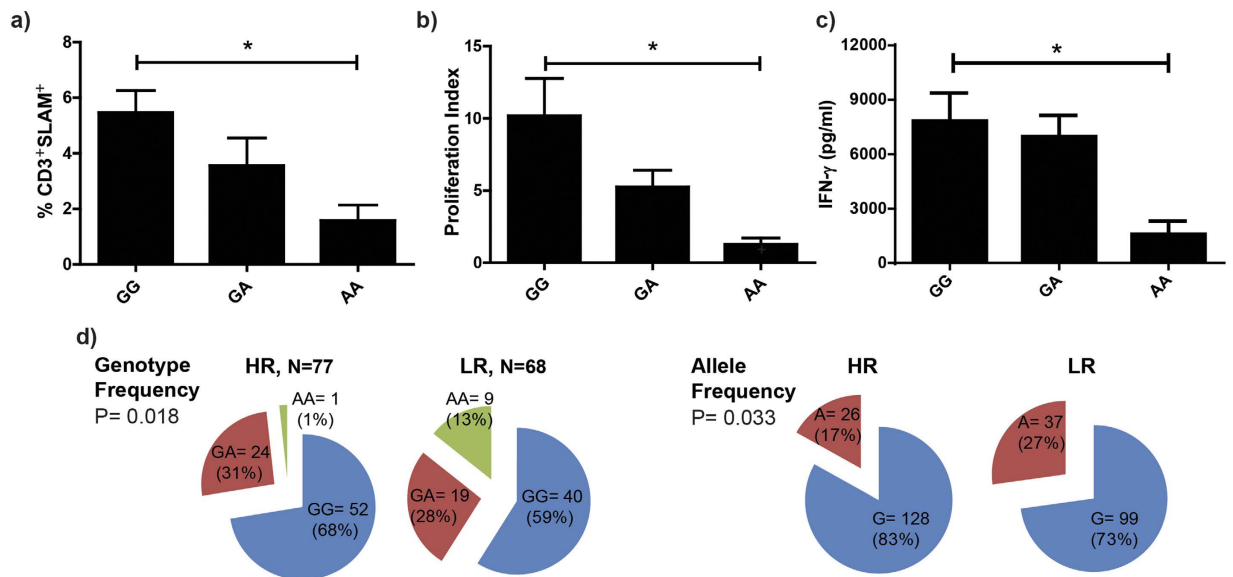 a)
8
6
4
2
0
% CD3+SLAM+
*
GG
GA
AA
b)
15
10
5
0
Proliferation Index
*
GG
GA
AA
c)
12000
9000
6000
3000
0
IFN-γ (pg/ml)
*
GG
GA
AA
d)
Genotype
Frequency
P= 0.018
HR, N=77
AA= 1
(1%)
GA= 24
(31%)
GG= 52
(68%)
LR, N=68
AA= 9
(13%)
GA= 19
(28%)
GG= 40
(59%)
Allele
Frequency
P= 0.033
HR
A= 26
(17%)
G= 128
(83%)
LR
A= 37
(27%)
G= 99
(73%)